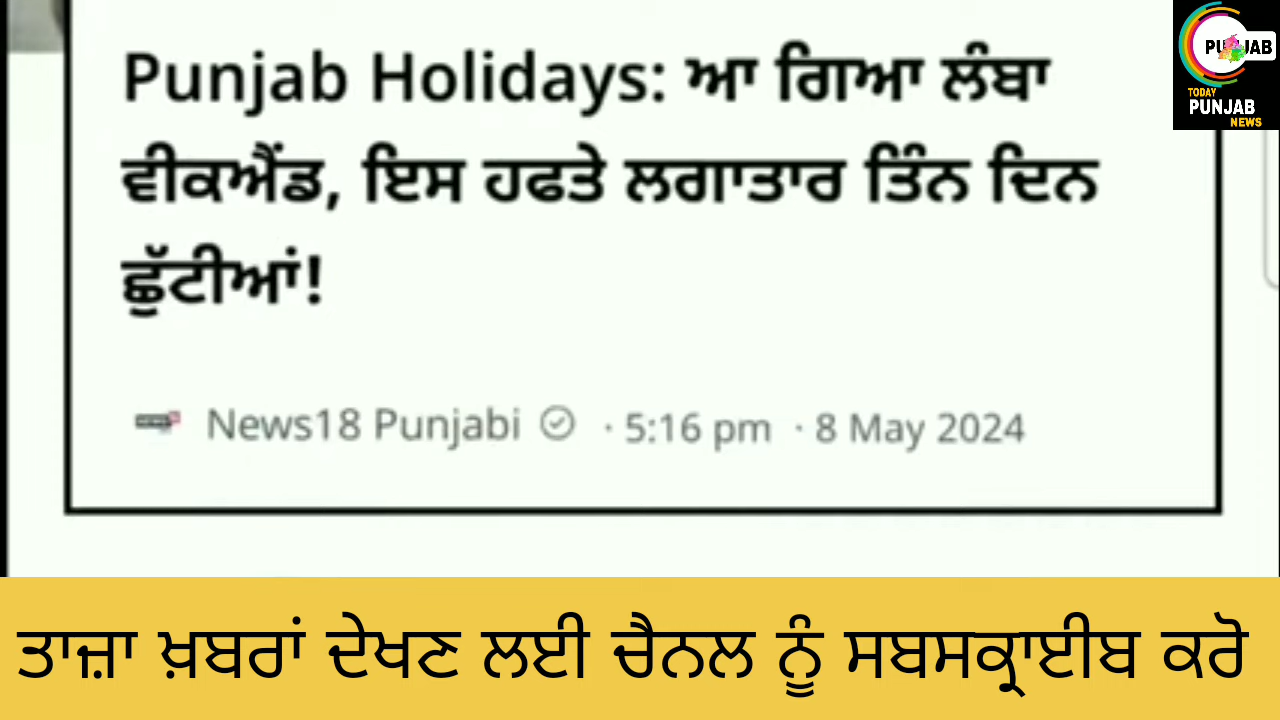 Punjab Holidays: ਆ ਗਿਆ ਲੰਬਾ
ਵੀਕਐਂਡ, ਇਸ ਹਫਤੇ ਲਗਾਤਾਰ ਤਿੰਨ ਦਿਨ
ਛੁੱਟੀਆਂ!
News18 Punjabi · 5:16 pm · 8 May 2024
PUNJAB
TODAY
PUNJAB
NEWS
ਤਾਜ਼ਾ ਖ਼ਬਰਾਂ ਦੇਖਣ ਲਈ ਚੈਨਲ ਨੂੰ ਸਬਸਕ੍ਰਾਈਬ ਕਰੋ